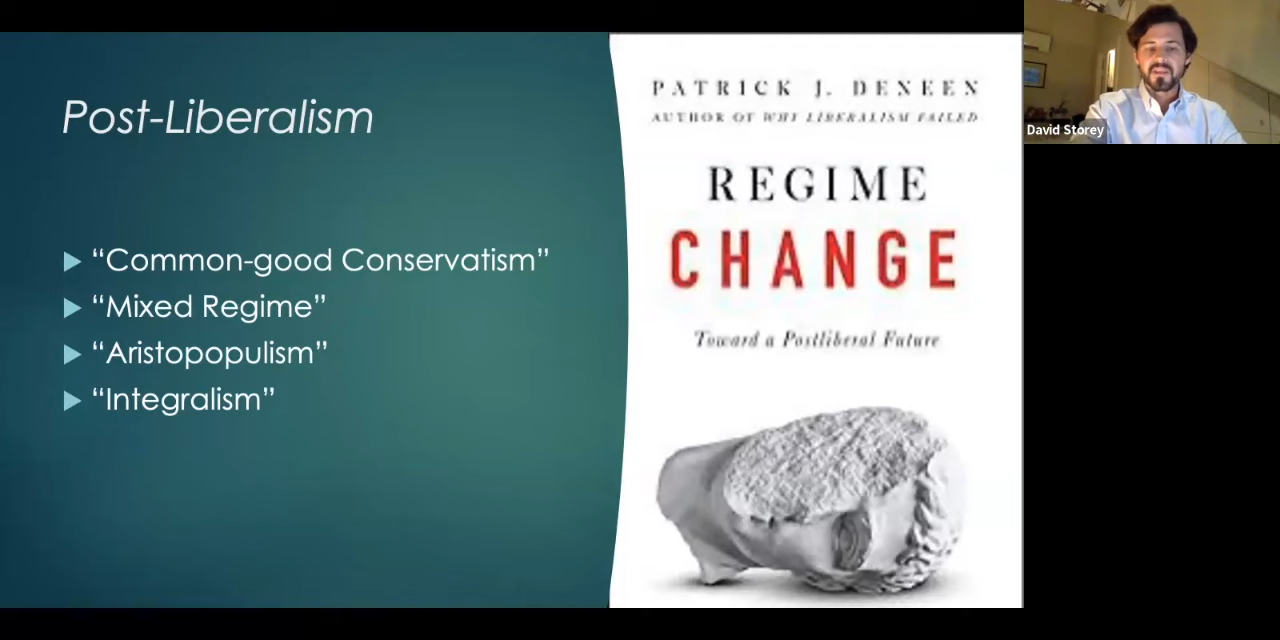 Post-Liberalism
“Common-good Conservatism”
“Mixed Regime”
“Aristopopulism”
“Integralism”
PATRICK J. DENEEN
AUTHOR OF WHY LIBERALISM FAILED
REGIME
CHANGE
Toward a Postliberal Future
David Storey